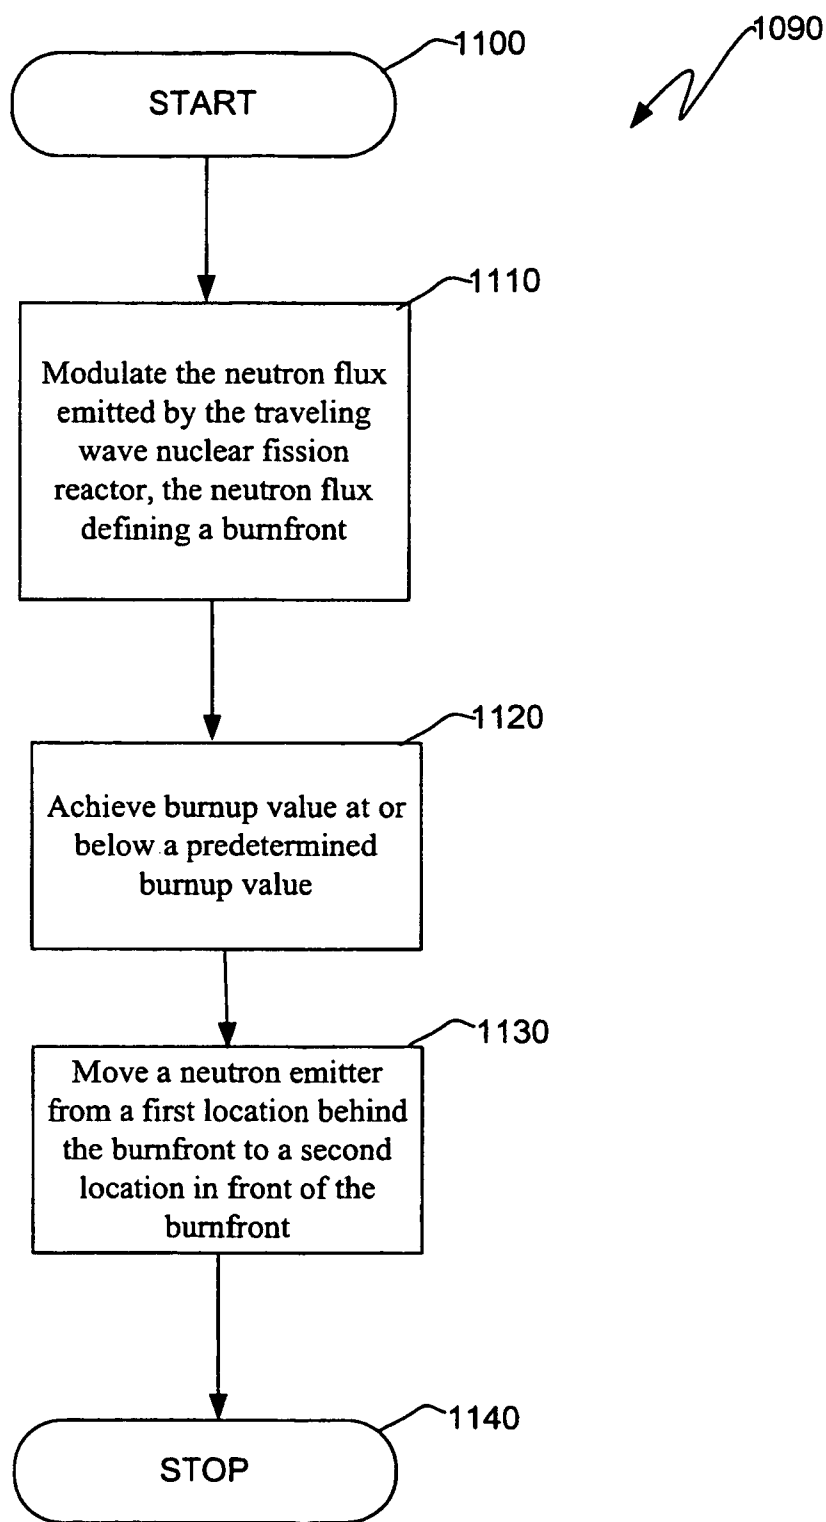 1090
1100
START
1110
Modulate the neutron flux
emitted by the traveling
wave nuclear fission
reactor, the neutron flux
defining a burnfront
1120
Achieve burnup value at or
below a predetermined
burnup value
1130
Move a neutron emitter
from a first location behind
the burnfront to a second
location in front of the
burnfront
1140
STOP